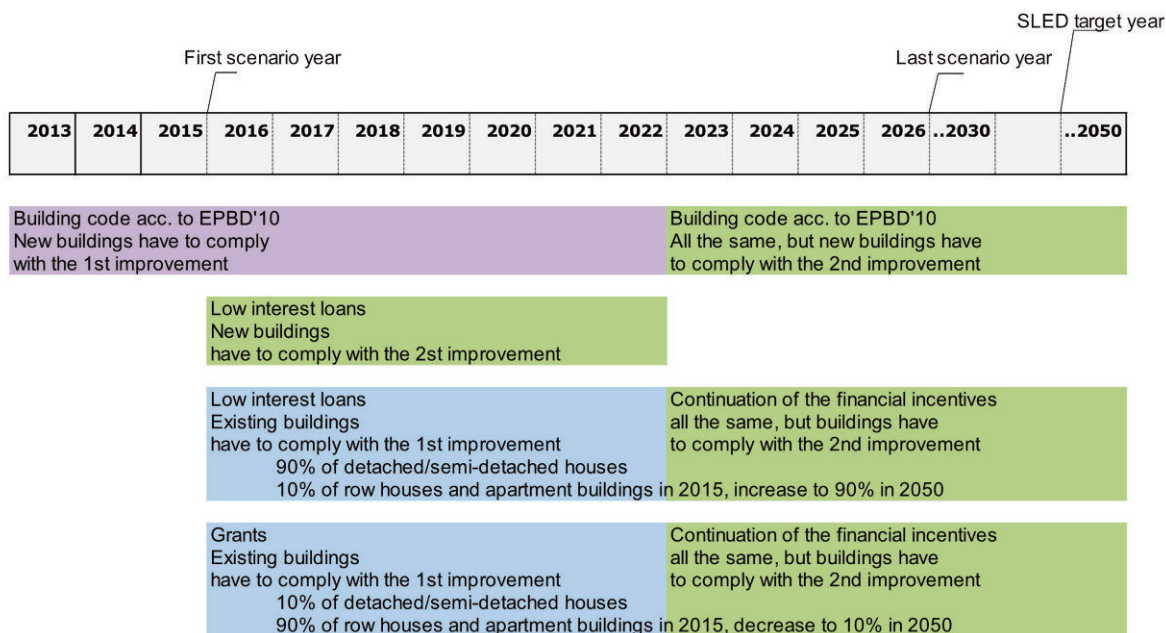 SLED target year
First scenario year
Last scenario year
2013 2014 2015 2016 2017 2018 2019 2020 2021 2022 2023 2024 2025 2026 ..2030 ..2050
Building code acc. to EPBD'10
New buildings have to comply
with the 1st improvement
Building code acc. to EPBD'10
All the same, but new buildings have
to comply with the 2nd improvement
Low interest loans
New buildings
have to comply with the 2st improvement
Low interest loans
Existing buildings
have to comply with the 1st improvement
90% of detached/semi-detached houses
10% of row houses and apartment buildings in 2015, increase to 90% in 2050
Continuation of the financial incentives
all the same, but buildings have
to comply with the 2nd improvement
Grants
Existing buildings
have to comply with the 1st improvement
10% of detached/semi-detached houses
90% of row houses and apartment buildings in 2015, decrease to 10% in 2050
Continuation of the financial incentives
all the same, but buildings have
to comply with the 2nd improvement